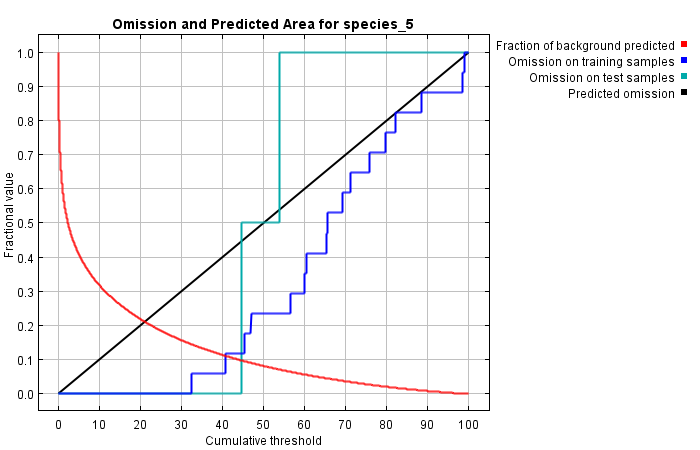 Omission and Predicted Area for species_5
Fraction of background predicted
Omission on training samples
Omission on test samples
Predicted omission
1.0
0.9
0.8
0.7
0.6
0.5
0.4
0.3
0.2
0.1
0.0
Fractional value
0 10 20 30 40 50 60 70 80 90 100
Cumulative threshold